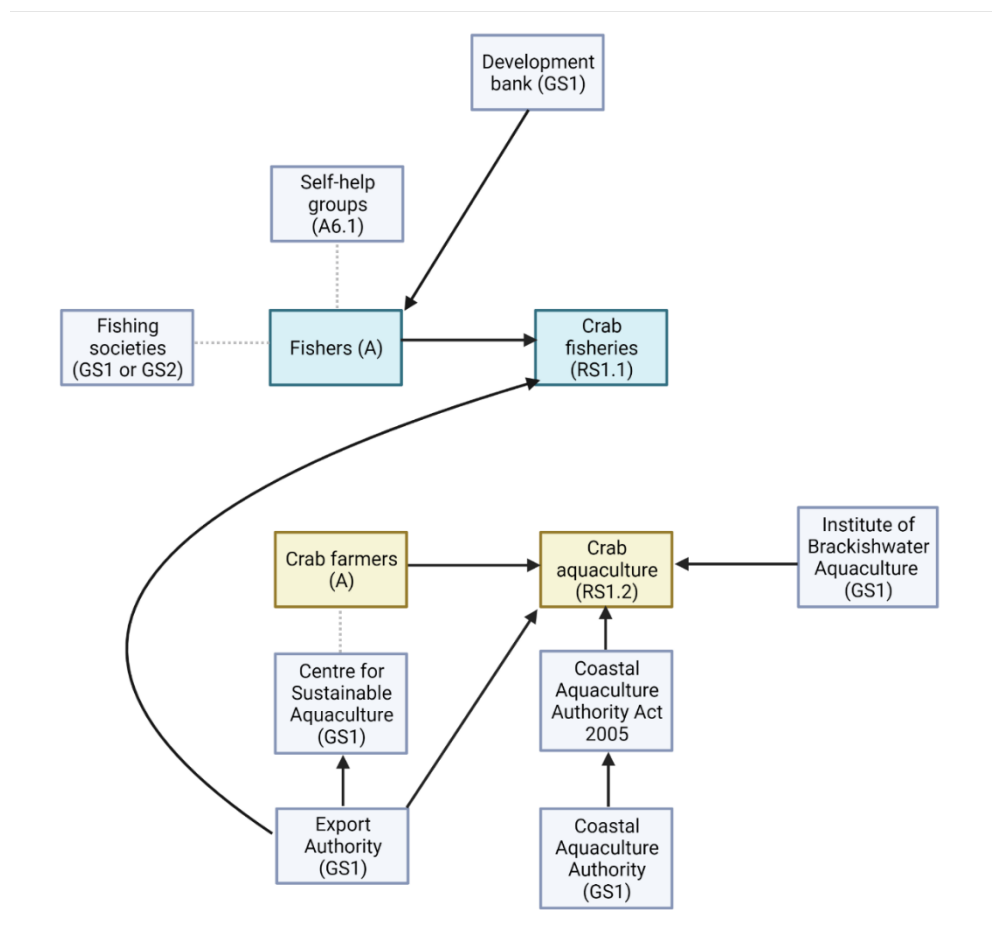 Development
bank (GS1)
Self-help
groups
(A6.1)
Fishing
societies
(GS1 or GS2)
Fishers (A)
Crab
fisheries
(RS1.1)
Crab farmers
(A)
Crab
aquaculture
(RS1.2)
Institute of
Brackishwater
Aquaculture
(GS1)
Centre for
Sustainable
Aquaculture
(GS1)
Coastal
Aquaculture
Authority Act
2005
Export
Authority
(GS1)
Coastal
Aquaculture
Authority
(GS1)